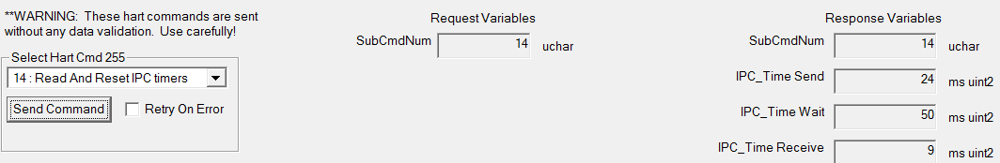 **WARNING:  These hart commands are sent
without any data validation.  Use carefully!
Select Hart Cmd 255
14 : Read And Reset IPC timers
Send Command
Retry On Error
Request Variables
SubCmdNum 14 uchar
Response Variables
SubCmdNum 14 uchar
IPC_Time Send 24 ms uint2
IPC_Time Wait 50 ms uint2
IPC_Time Receive 9 ms uint2